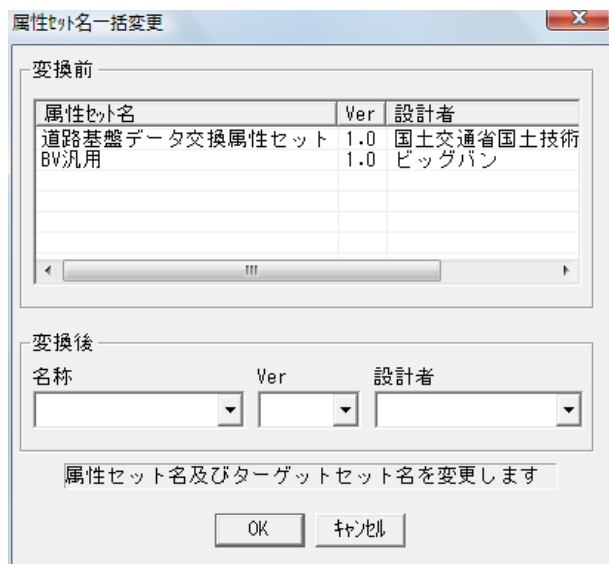 属性ｾｯﾄ名一括変更
変換前
属性ｾｯﾄ名 Ver 設計者
道路基盤データ交換属性セット 1.0 国土交通省国土技術
BV汎用 1.0 ビッグバン
変換後
名称 Ver 設計者
属性セット名及びターゲットセット名を変更します
OK ｷｬﾝｾﾙ